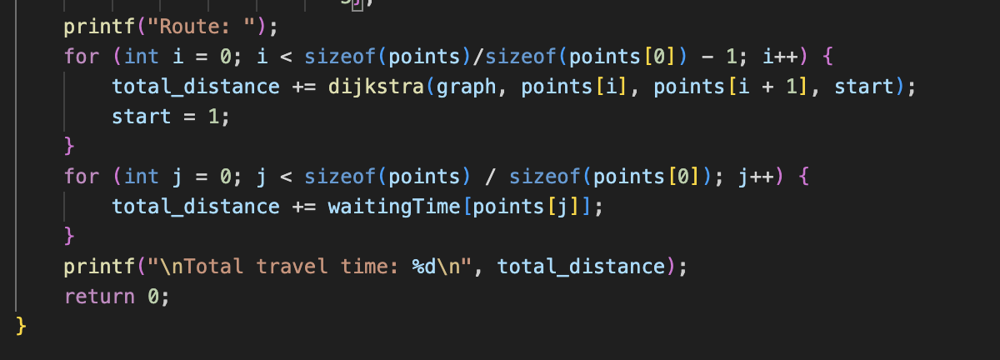 printf("Route: ");
for (int i = 0; i < sizeof(points)/sizeof(points[0]) - 1; i++) {
total_distance += dijkstra(graph, points[i], points[i + 1], start);
start = 1;
}
for (int j = 0; j < sizeof(points) / sizeof(points[0]); j++) {
total_distance += waitingTime[points[j]];
}
printf("\nTotal travel time: %d\n", total_distance);
return 0;
}